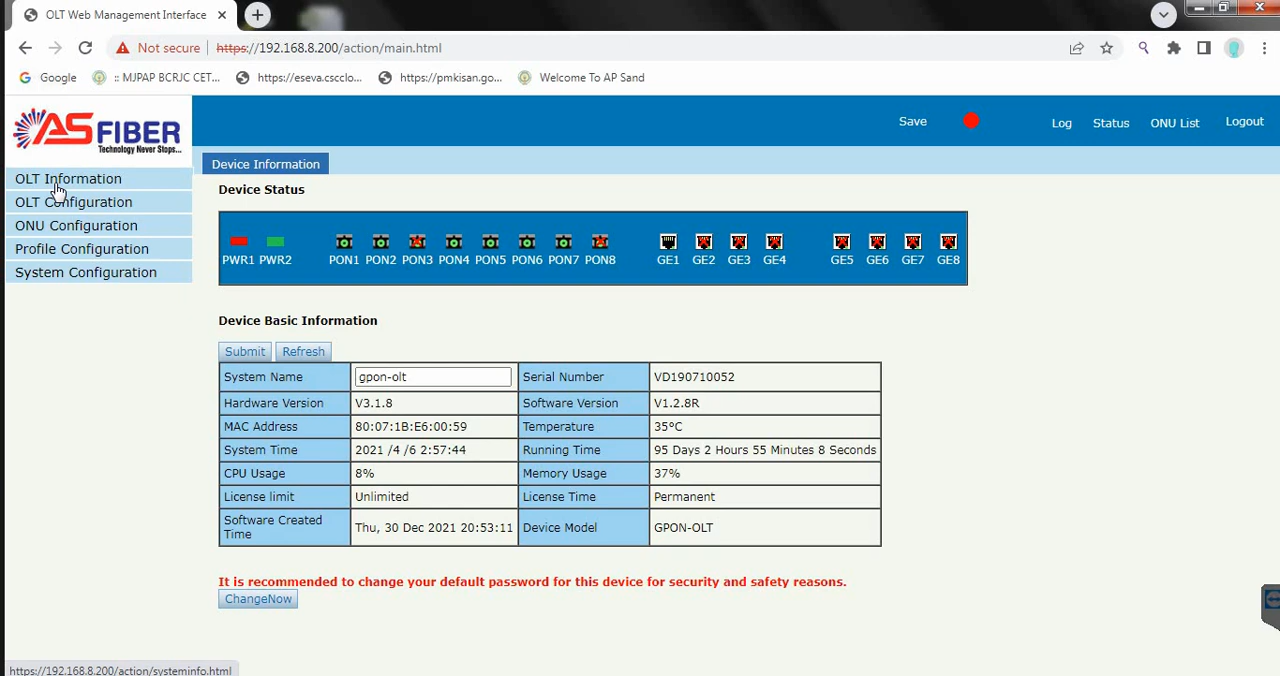 OLT Web Management Interface
Not secure https://192.168.8.200/action/main.html
Google :: MJPAP BCRJC CET... https://eseva.cscclo... https://pmkisan.go... Welcome To AP Sand
AS FIBER
Technology Never Stops...
Save Log Status ONU List Logout
OLT Information
OLT Configuration
ONU Configuration
Profile Configuration
System Configuration
Device Information
Device Status
PWR1 PWR2 PON1 PON2 PON3 PON4 PON5 PON6 PON7 PON8 GE1 GE2 GE3 GE4 GE5 GE6 GE7 GE8
Device Basic Information
Submit Refresh
System Name gpon-olt Serial Number VD190710052
Hardware Version V3.1.8 Software Version V1.2.8R
MAC Address 80:07:1B:E6:00:59 Temperature 35°C
System Time 2021 /4 /6 2:57:44 Running Time 95 Days 2 Hours 55 Minutes 8 Seconds
CPU Usage 8% Memory Usage 37%
License limit Unlimited License Time Permanent
Software Created Time Thu, 30 Dec 2021 20:53:11 Device Model GPON-OLT
It is recommended to change your default password for this device for security and safety reasons.
ChangeNow
https://192.168.8.200/action/systeminfo.html